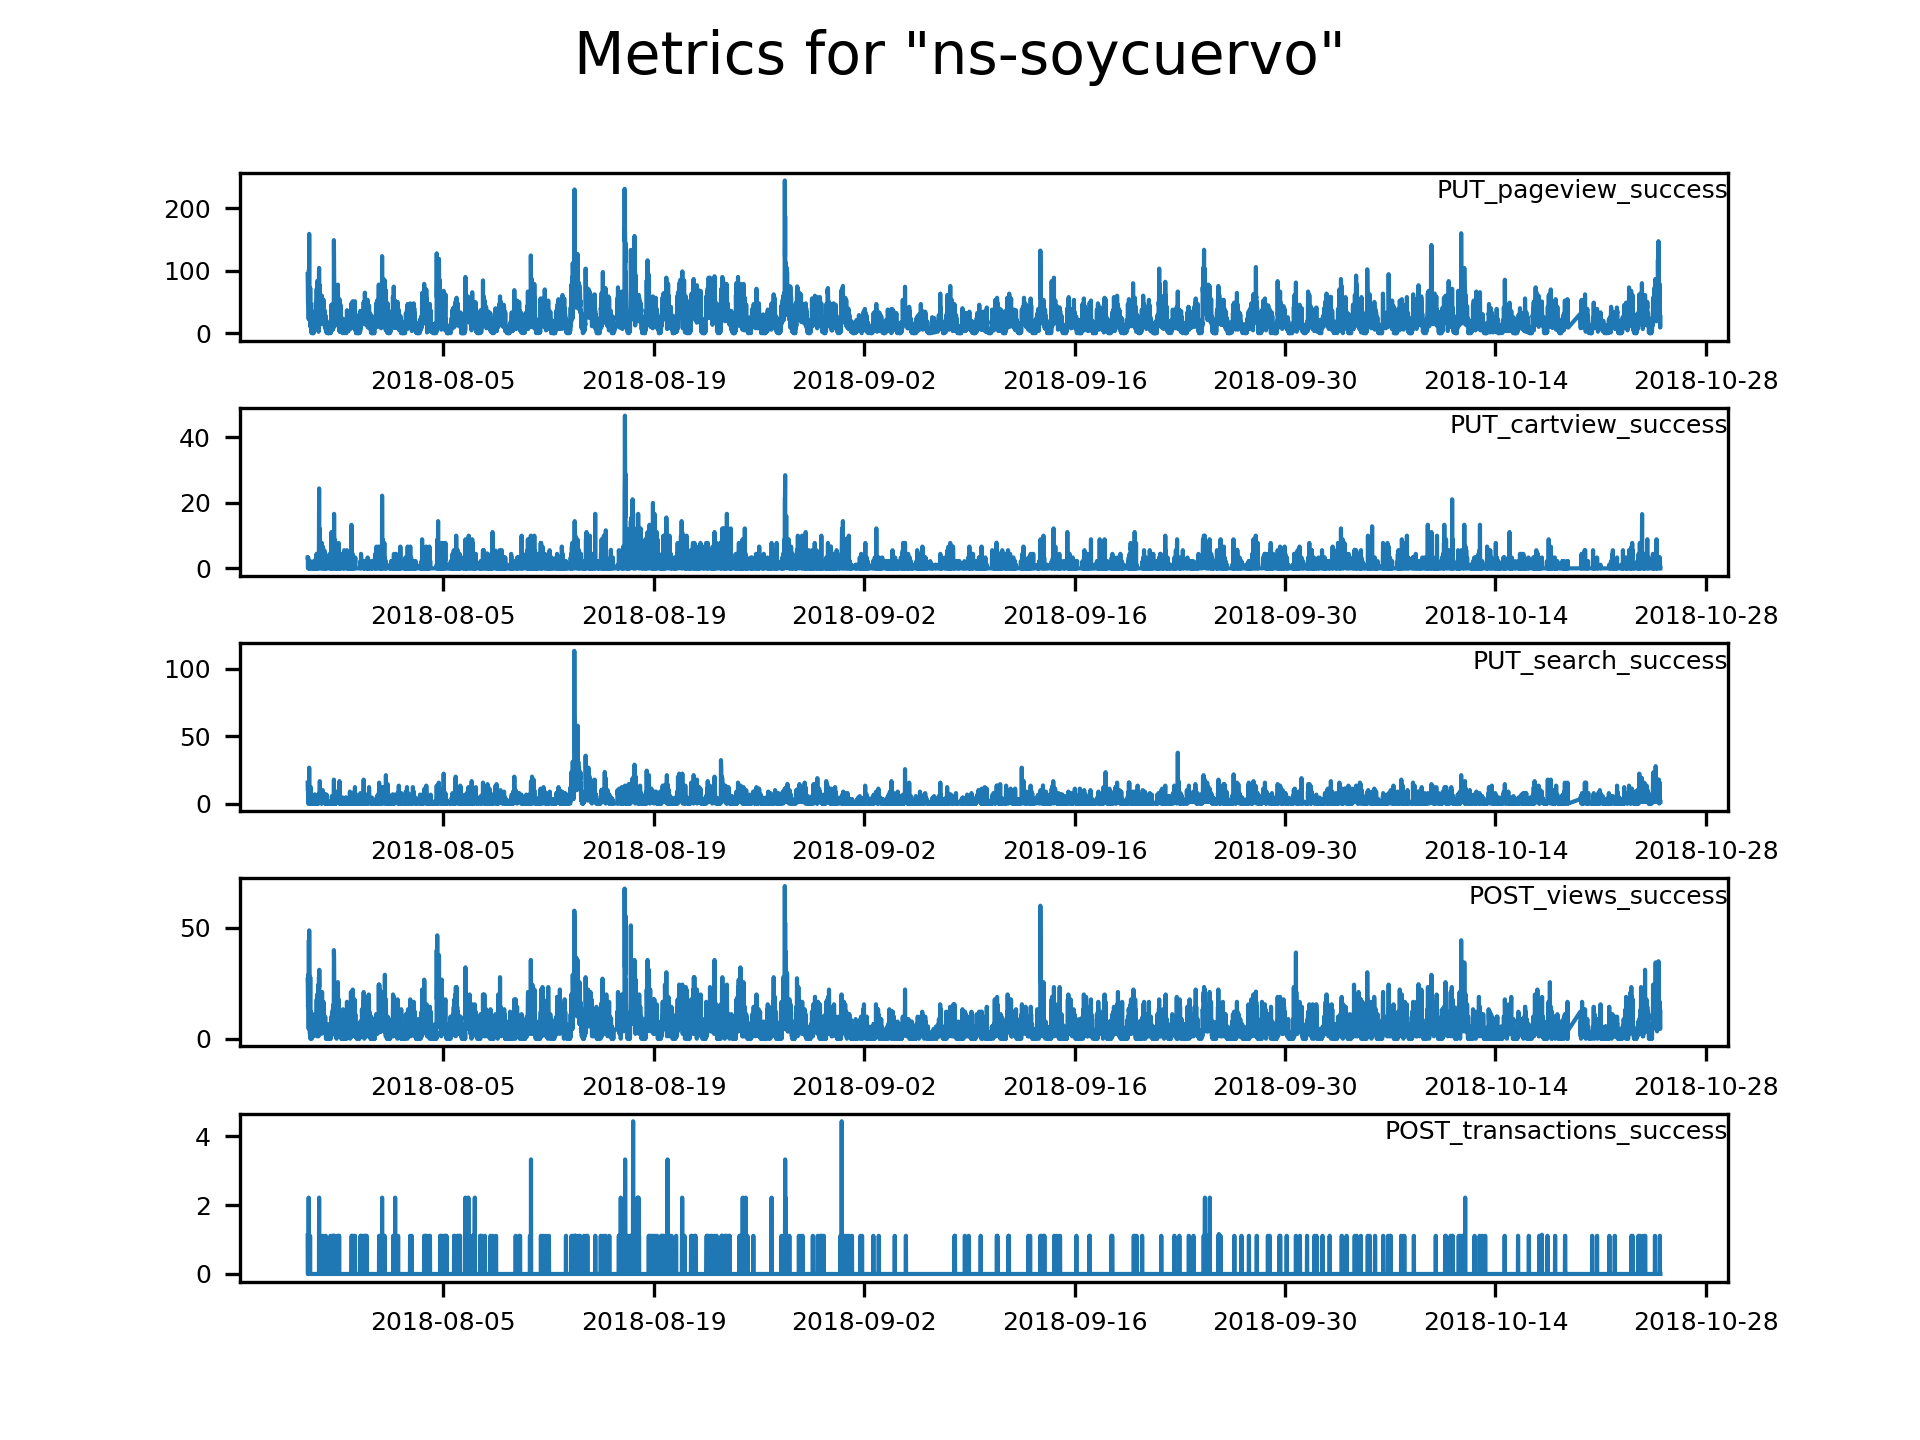 Metrics for "ns-soycuervo"
PUT_pageview_success
200
100
0
2018-08-05 2018-08-19 2018-09-02 2018-09-16 2018-09-30 2018-10-14 2018-10-28
PUT_cartview_success
40
20
0
2018-08-05 2018-08-19 2018-09-02 2018-09-16 2018-09-30 2018-10-14 2018-10-28
PUT_search_success
100
50
0
2018-08-05 2018-08-19 2018-09-02 2018-09-16 2018-09-30 2018-10-14 2018-10-28
POST_views_success
50
0
2018-08-05 2018-08-19 2018-09-02 2018-09-16 2018-09-30 2018-10-14 2018-10-28
POST_transactions_success
4
2
0
2018-08-05 2018-08-19 2018-09-02 2018-09-16 2018-09-30 2018-10-14 2018-10-28